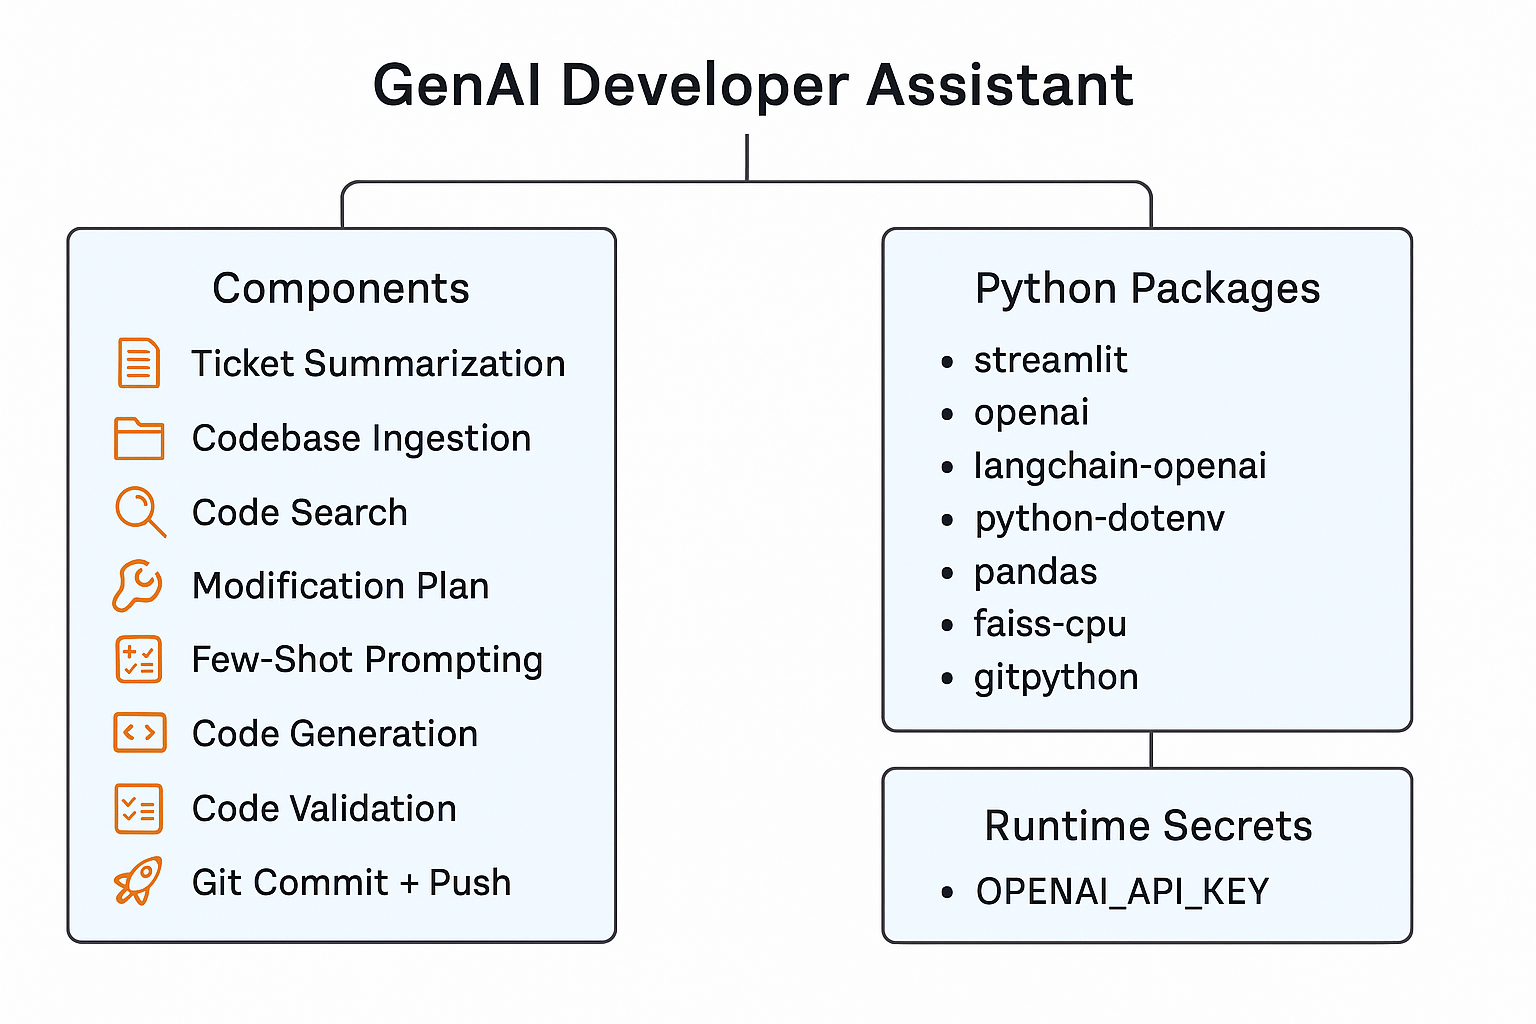 GenAI Developer Assistant
Components
Ticket Summarization
Codebase Ingestion
Code Search
Modification Plan
Few-Shot Prompting
Code Generation
Code Validation
Git Commit + Push
Python Packages
• streamlit
• openai
• langchain-openai
• python-dotenv
• pandas
• faiss-cpu
• gitpython
Runtime Secrets
• OPENAI_API_KEY